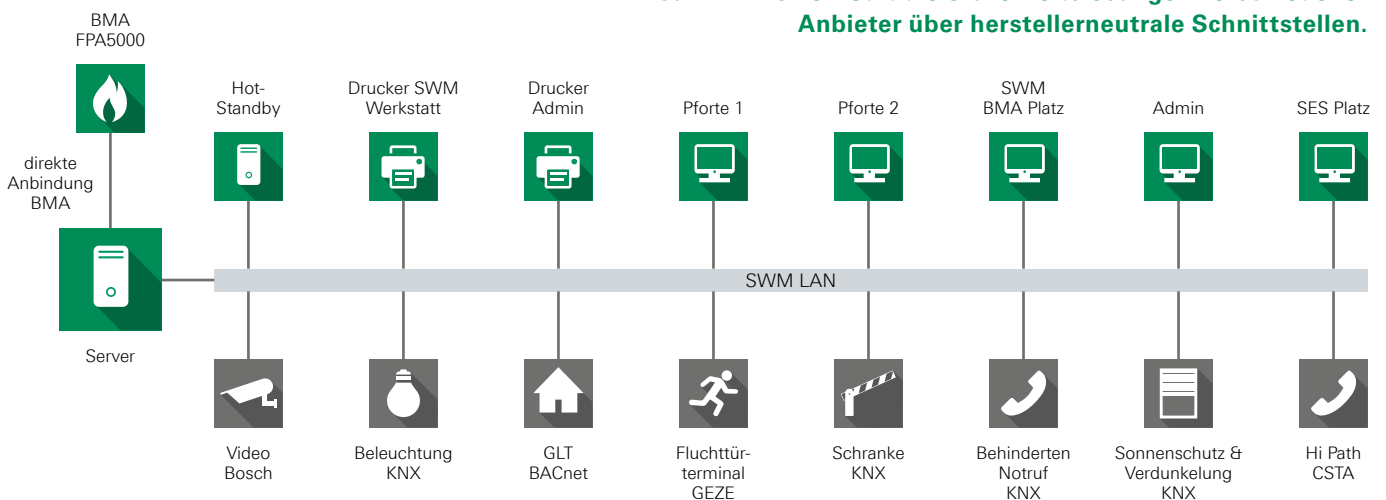 Anbieter über herstellerneutrale Schnittstellen.
BMA
FPA5000
Hot-
Standby
Drucker SWM
Werkstatt
Drucker
Admin
Pforte 1
Pforte 2
SWM
BMA Platz
Admin
SES Platz
direkte
Anbindung
BMA
SWM LAN
Server
Video
Bosch
Beleuchtung
KNX
GLT
BACnet
Fluchttür-
terminal
GEZE
Schranke
KNX
Behinderten
Notruf
KNX
Sonnenschutz &
Verdunkelung
KNX
Hi Path
CSTA